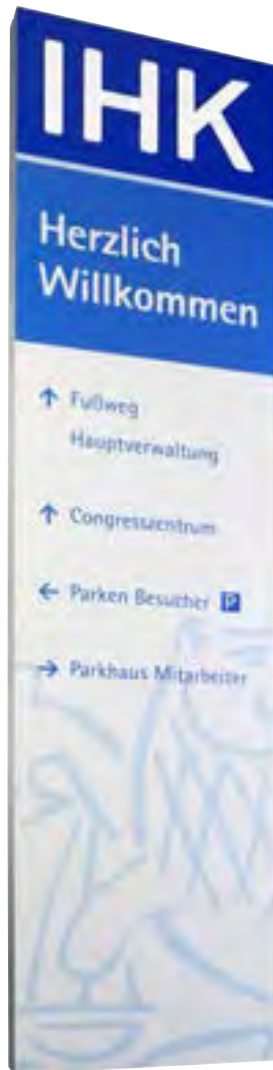 IHK
Herzlich
Willkommen
↑ Fußweg
Hauptverwaltung
↑ Congresszentrum
← Parken Besucher P
→ Parkhaus Mitarbeiter